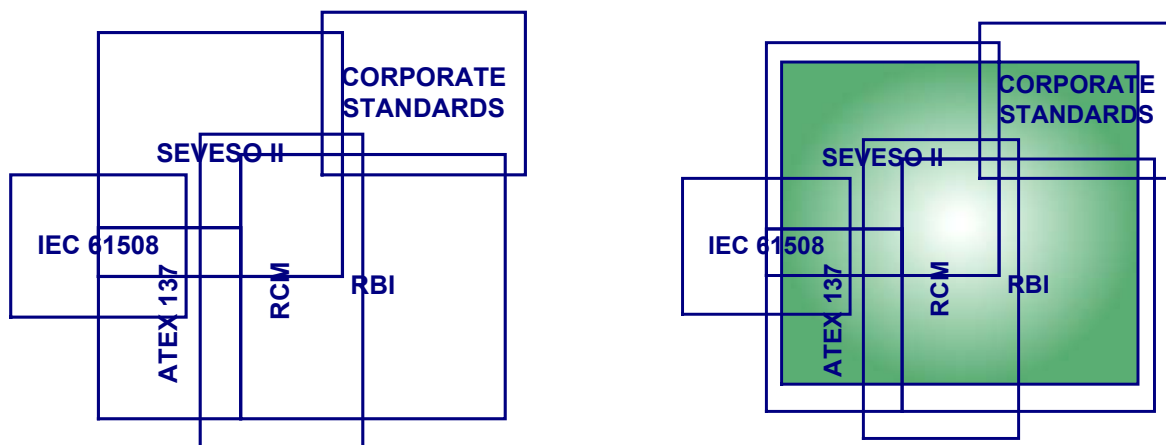 CORPORATE
STANDARDS
SEVESO II
IEC 61508
ATEX 137
RCM
RBI
CORPORATE
STANDARDS
SEVESO II
IEC 61508
ATEX 137
RCM
RBI